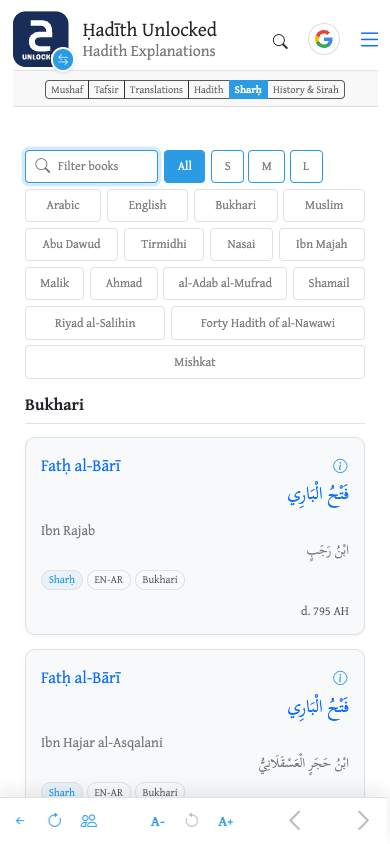 UNLOCK
Ḥadīth Unlocked
Hadith Explanations
Mushaf Tafsir Translations Hadith Sharḥ History & Sirah
Filter books All S M L
Arabic English Bukhari Muslim
Abu Dawud Tirmidhi Nasai Ibn Majah
Malik Ahmad al-Adab al-Mufrad Shamail
Riyad al-Salihin Forty Hadith of al-Nawawi
Mishkat
Bukhari
Fatḥ al-Bārī
فَتْحُ الْبَارِي
Ibn Rajab
ابْنُ رَجَبٍ
Sharḥ EN-AR Bukhari
d. 795 AH
Fatḥ al-Bārī
فَتْحُ الْبَارِي
Ibn Hajar al-Asqalani
ابْنُ حَجَرٍ الْعَسْقَلَانِيُّ
Sharḥ EN-AR Bukhari
A- A+